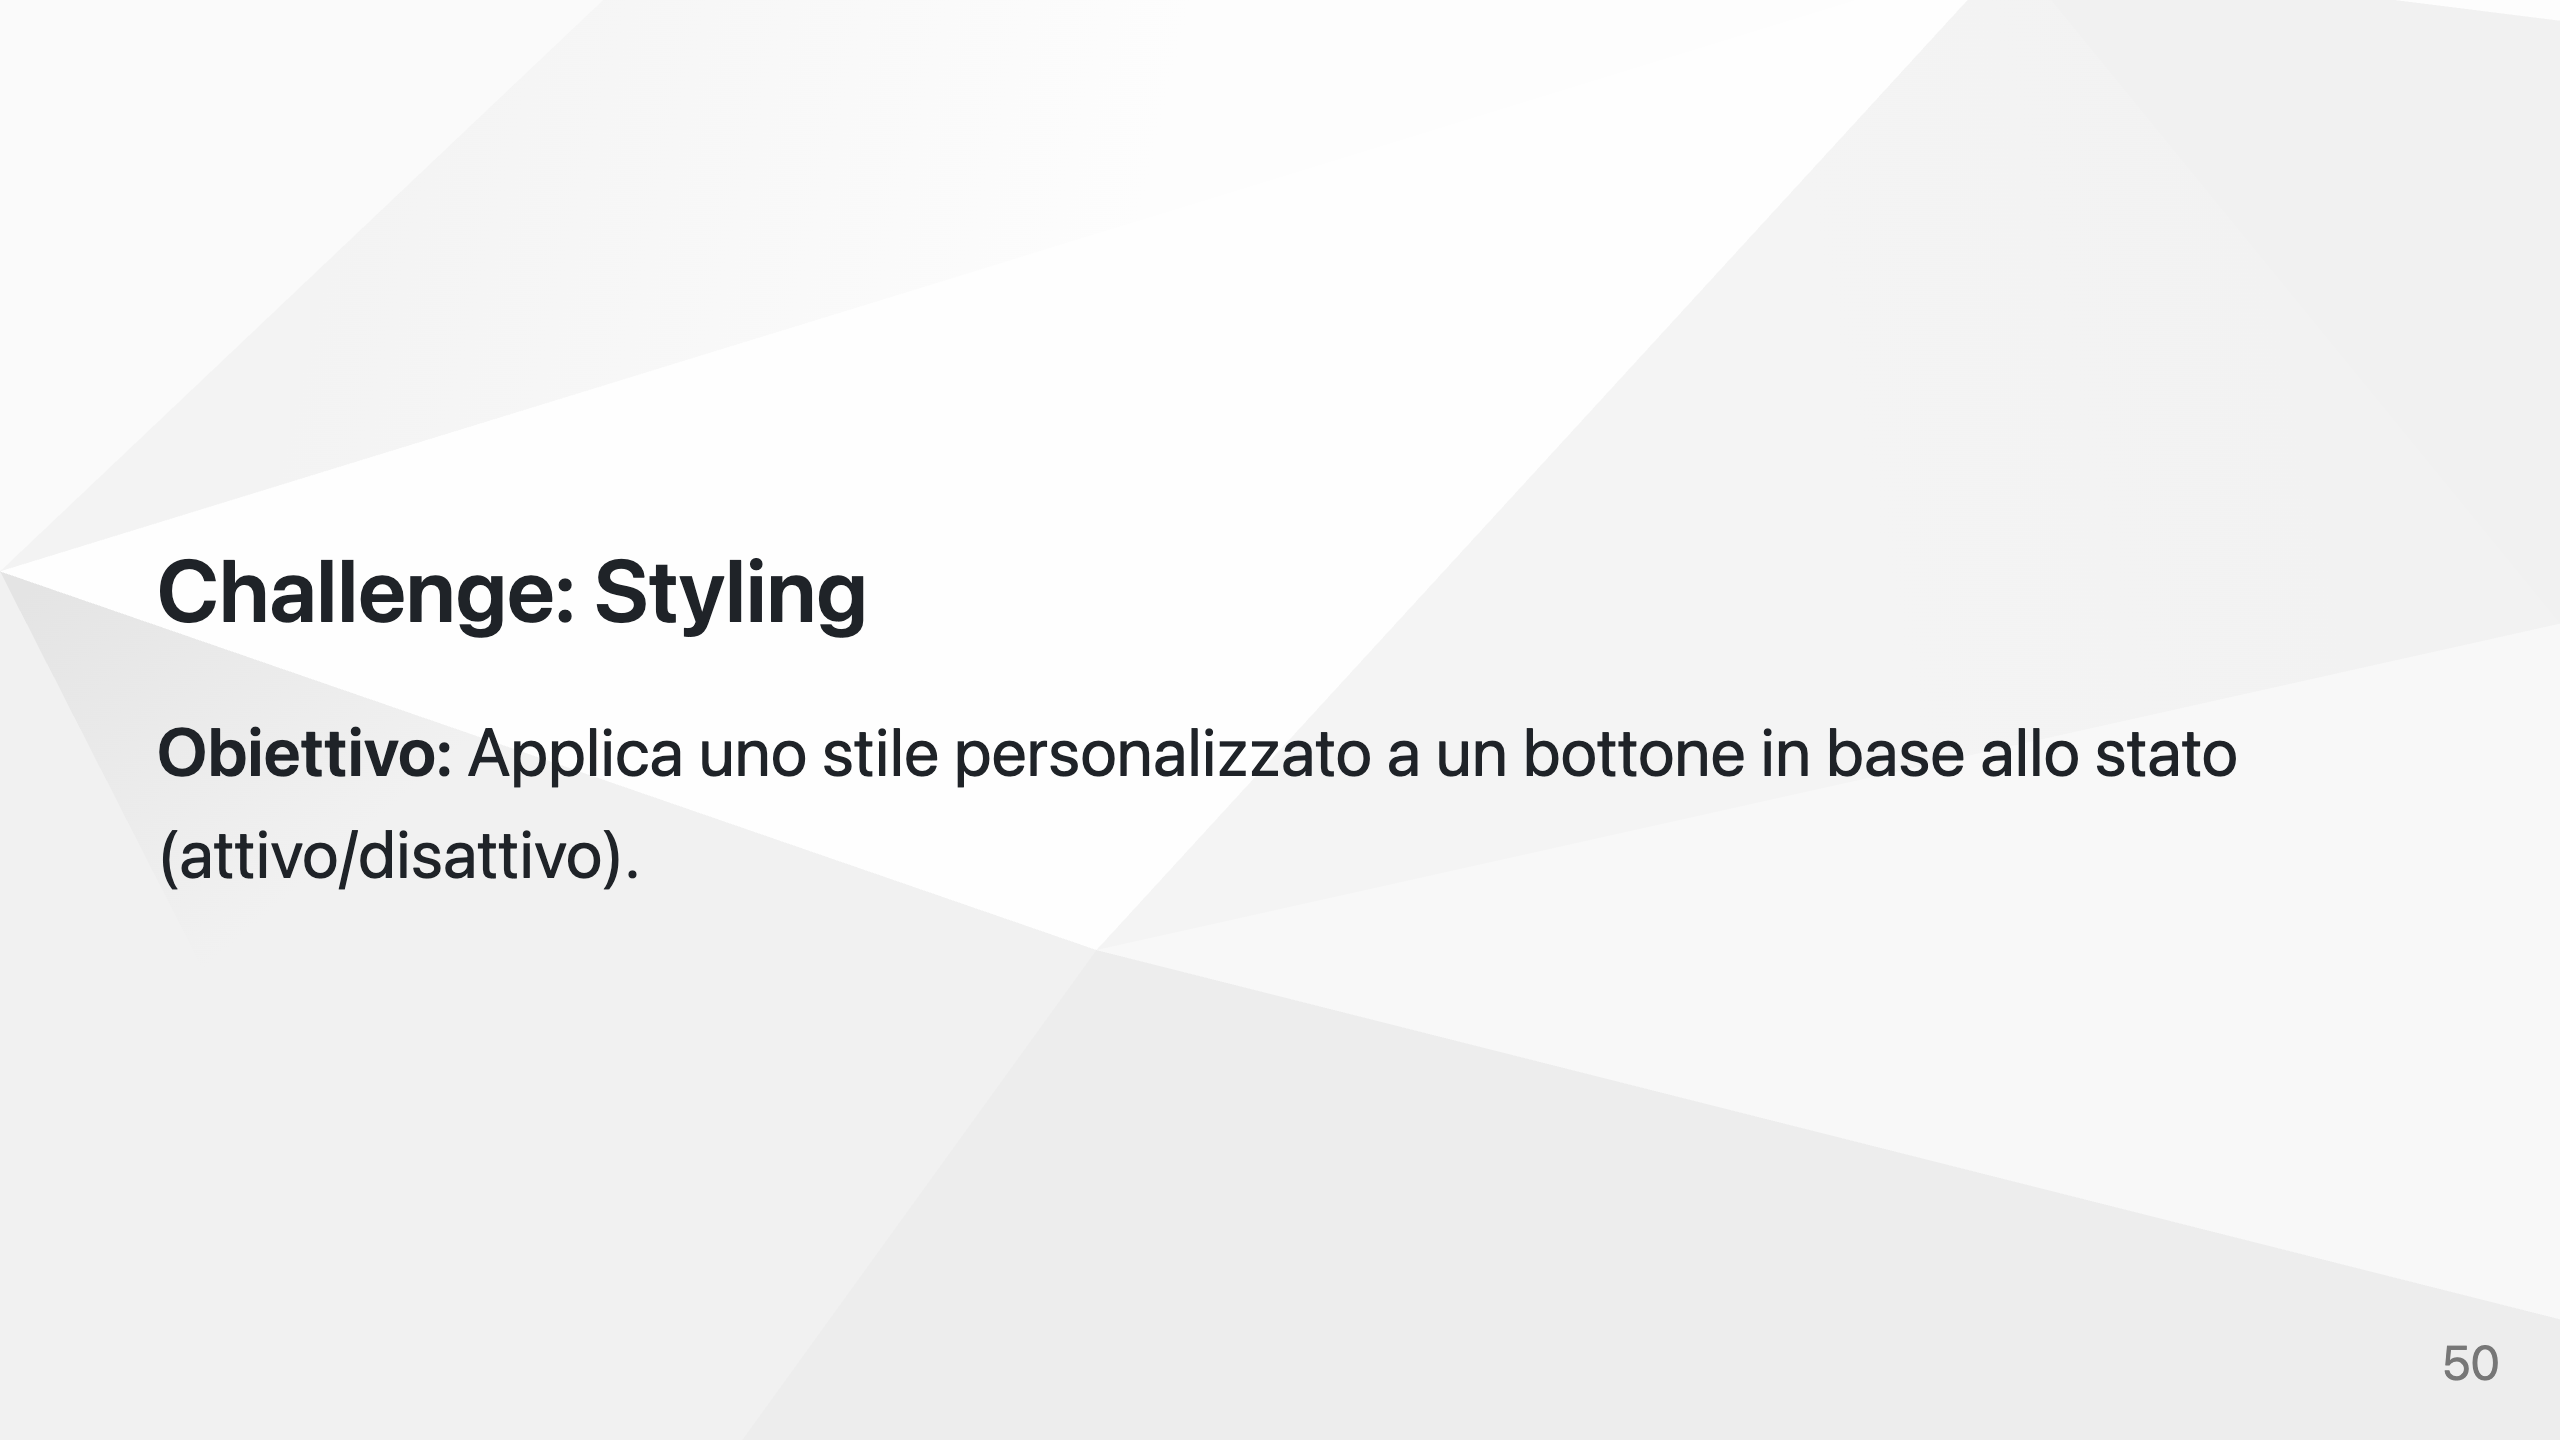 Challenge: Styling
Obiettivo: Applica uno stile personalizzato a un bottone in base allo stato
(attivo/disattivo).
50